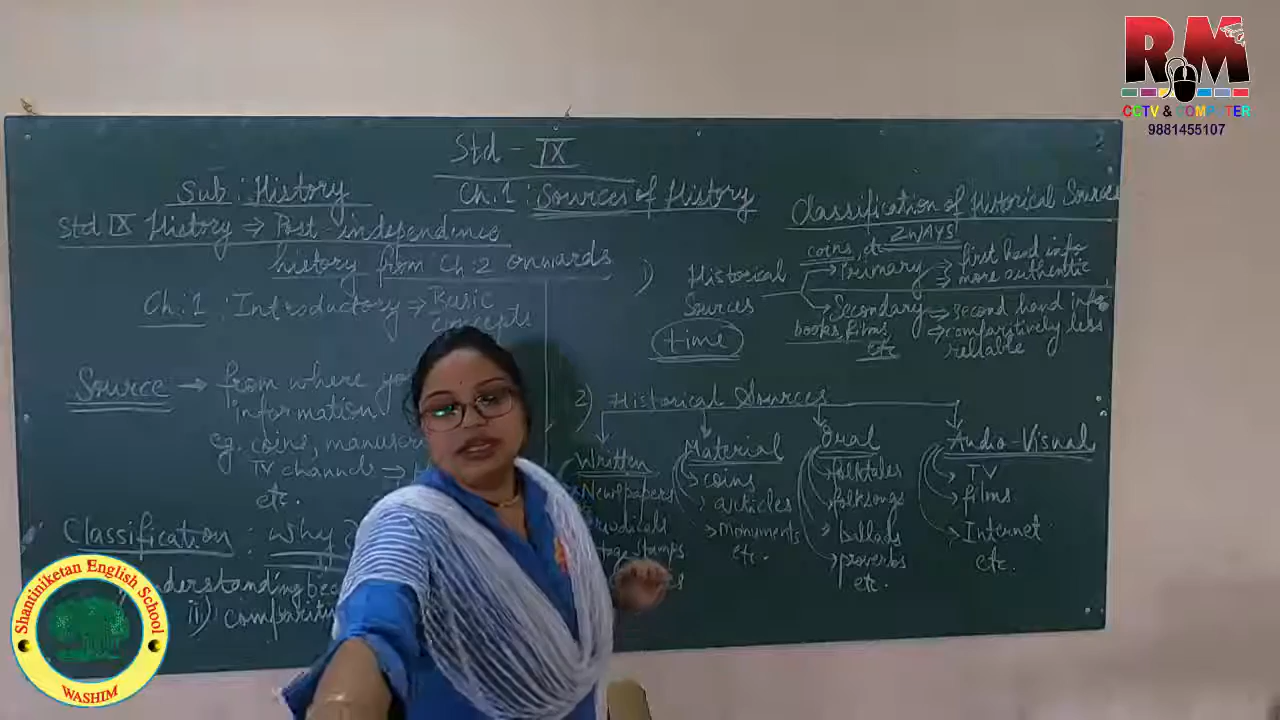 Std - IX
Sub: History
Ch.1 : Sources of History
Std IX History → Post-independence
history from Ch:2 onwards
Ch:1 : Introductory → Basic
concepts
Source → from where you
information
eg. coins, manuscr
TV channels →
etc.
Classification : Why?
understanding bec
ii)
Classification of Historical Sources
2 WAYS
coins, etc
1) Historical
Sources
time
→ Primary → first hand info
→ more authentic
→ Secondary → second hand info
→ comparitively less
reliable
books, films
etc
2) Historical Sources
Written
Newspapers
Periodicals
stamps
Material
→ coins
→ articles
→ Monuments
etc.
Oral
→ folktales
→ folksongs
→ ballads
→ proverbs
etc.
Audio-Visual
→ TV
→ films
→ Internet
etc.
RM
CCTV & COMPUTER
9881455107
Shantiniketan English School
WASHIM